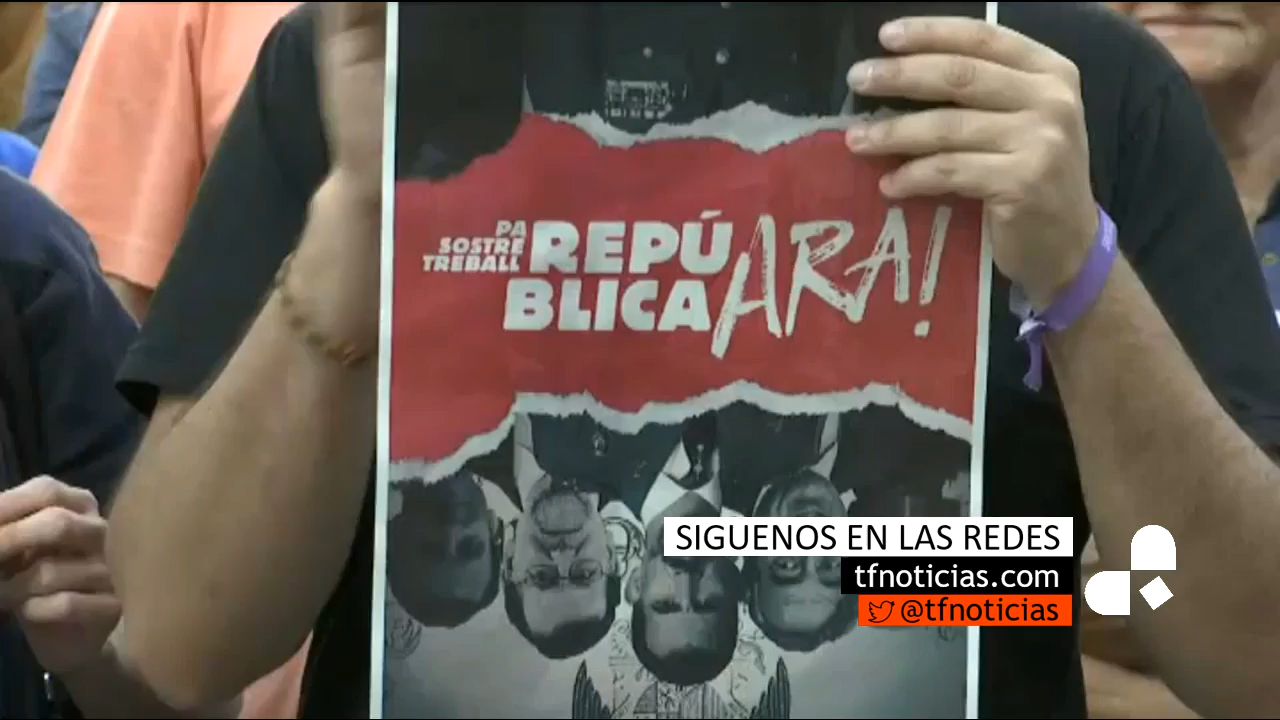 PA
SOSTRE
TREBALL
REPÚ
BLICA
ARA!
SIGUENOS EN LAS REDES
tfnoticias.com
@tfnoticias